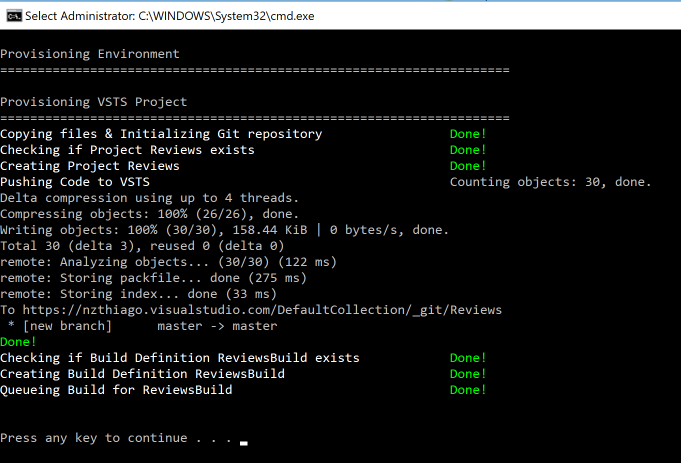 Select Administrator: C:\WINDOWS\System32\cmd.exe
Provisioning Environment
=================================================================
Provisioning VSTS Project
=================================================================
Copying files & Initializing Git repository Done!
Checking if Project Reviews exists Done!
Creating Project Reviews Done!
Pushing Code to VSTS Counting objects: 30, done.
Delta compression using up to 4 threads.
Compressing objects: 100% (26/26), done.
Writing objects: 100% (30/30), 158.44 KiB | 0 bytes/s, done.
Total 30 (delta 3), reused 0 (delta 0)
remote: Analyzing objects... (30/30) (122 ms)
remote: Storing packfile... done (275 ms)
remote: Storing index... done (33 ms)
To https://nzthiago.visualstudio.com/DefaultCollection/_git/Reviews
* [new branch] master -> master
Done!
Checking if Build Definition ReviewsBuild exists Done!
Creating Build Definition ReviewsBuild Done!
Queueing Build for ReviewsBuild Done!
Press any key to continue . . .